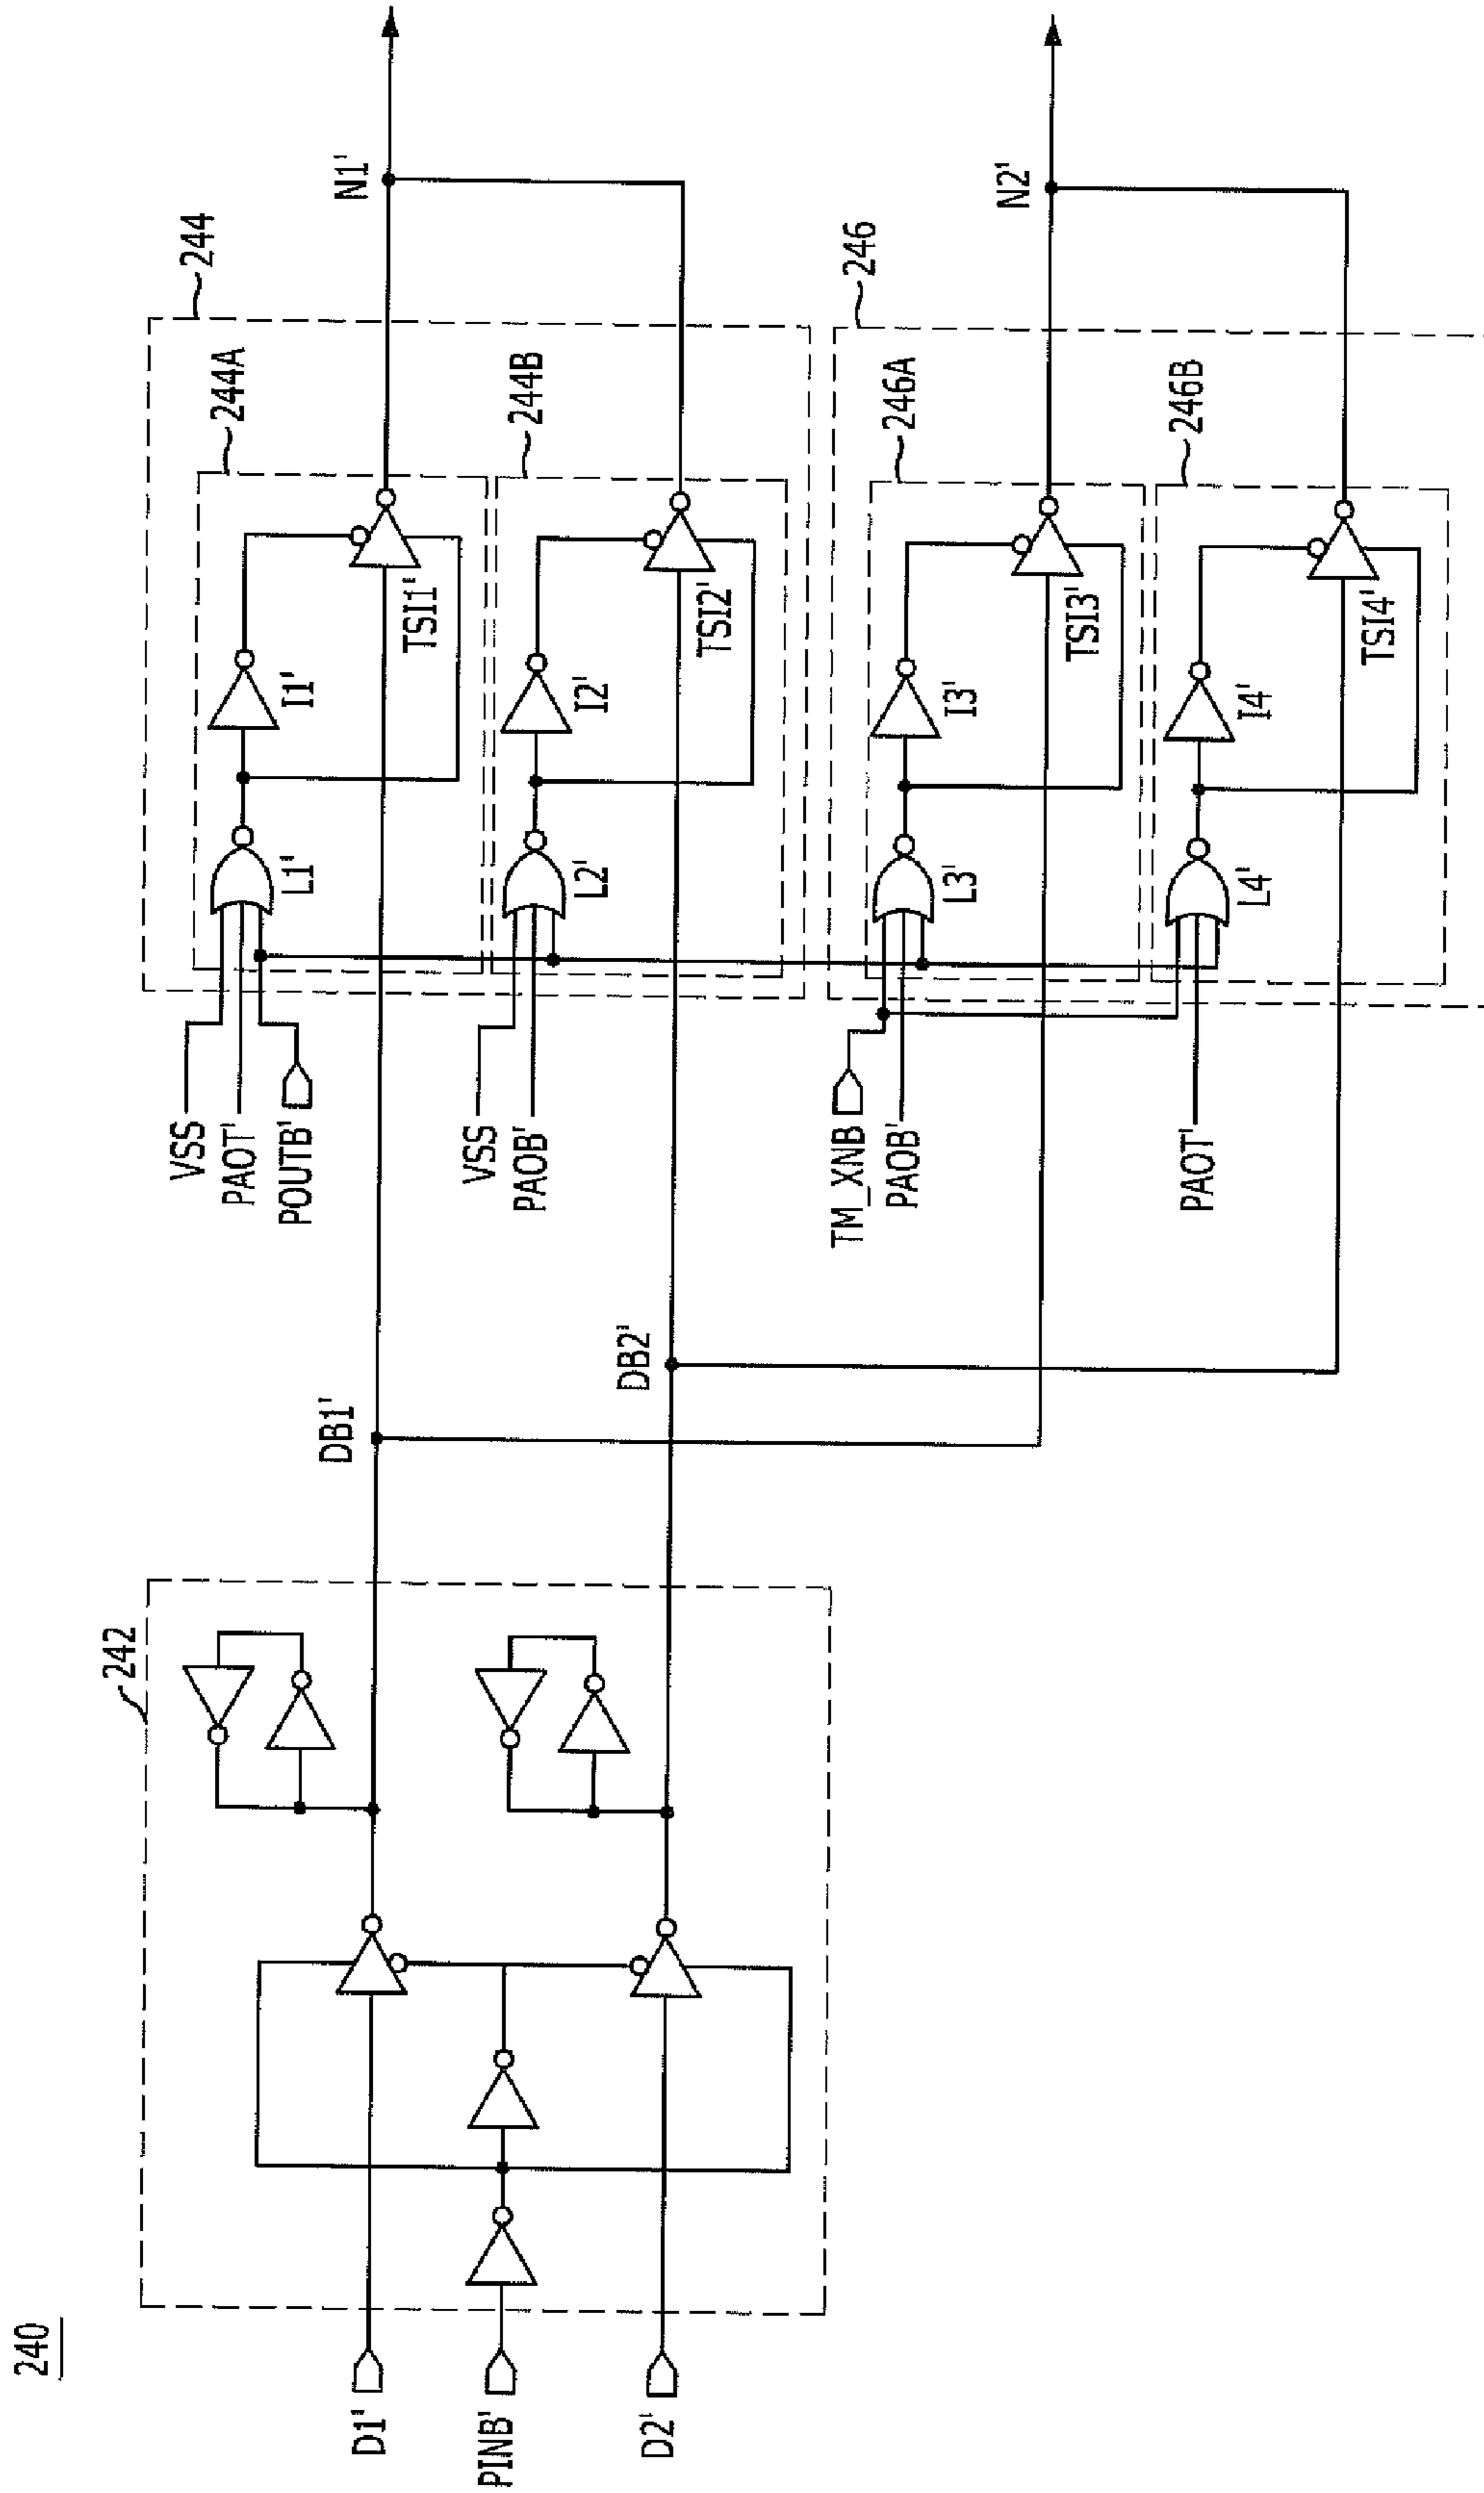 240
242
D1'
PINB'
D2'
DB1'
DB2'
244
244A
VSS
PAOT'
POUTB'
L1'
I1'
TSI1'
N1'
244B
VSS
PAOB'
L2'
I2'
TSI2'
246
246A
TM_XNB
PAOB'
L3'
I3'
TSI3'
N2'
246B
PAOT'
L4'
I4'
TSI4'